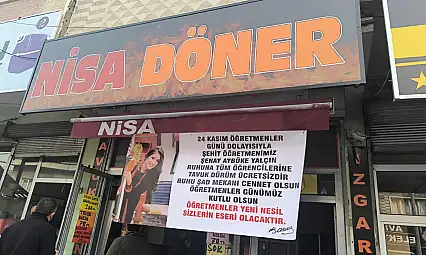 NiSA DÖNER
NiSA
24 KASIM ÖĞRETMENLER
GÜNÜ DOLAYISIYLA
ŞEHİT ÖĞRETMENİMİZ
ŞENAY AYBÜKE YALÇIN
RUHUNA TÜM ÖĞRENCİLERİNE
TAVUK DÜRÜM ÜCRETSİZDİR
RUHU ŞAD MEKANI CENNET OLSUN
ÖĞRETMENLER GÜNÜMÜZ
KUTLU OLSUN
ÖĞRETMENLER YENİ NESİL
SİZLERİN ESERİ OLACAKTIR.
IZGARA